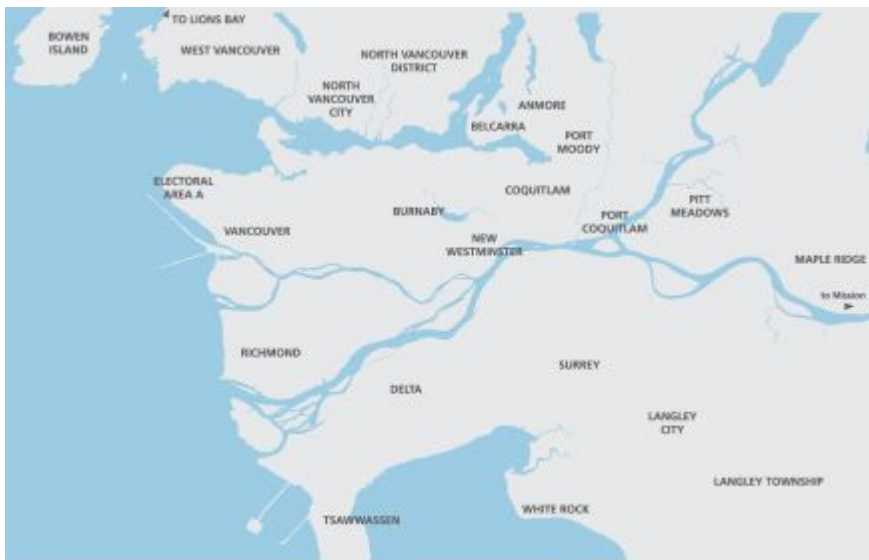 TO LIONS BAY
BOWEN
ISLAND
WEST VANCOUVER
NORTH VANCOUVER
DISTRICT
NORTH
VANCOUVER
CITY
ANMORE
BELCARRA
PORT
MOODY
ELECTORAL
AREA A
COQUITLAM
PITT
MEADOWS
BURNABY
PORT
COQUITLAM
VANCOUVER
NEW
WESTMINSTER
MAPLE RIDGE
to Mission
RICHMOND
SURREY
DELTA
LANGLEY
CITY
LANGLEY TOWNSHIP
WHITE ROCK
TSAWWASSEN